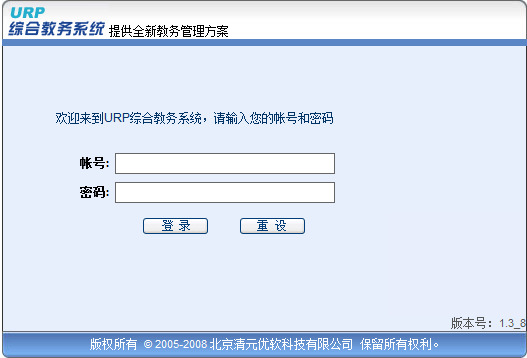 URP
综合教务系统 提供全新教务管理方案
欢迎来到URP综合教务系统，请输入您的帐号和密码
帐号:
密码:
登 录 重 设
版本号：1.3_8
版权所有 © 2005-2008 北京清元优软科技有限公司 保留所有权利。